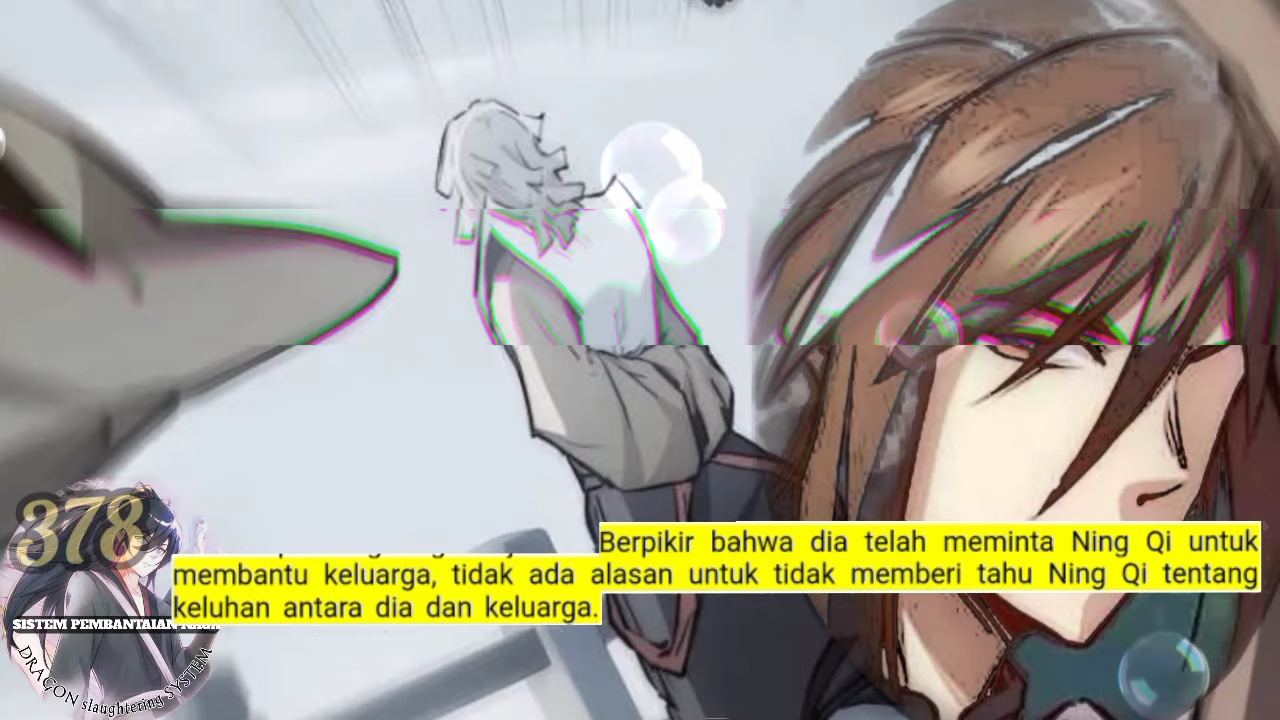 378
Berpikir bahwa dia telah meminta Ning Qi untuk
membantu keluarga, tidak ada alasan untuk tidak memberi tahu Ning Qi tentang
keluhan antara dia dan keluarga.
SISTEM PEMBANTAIAN
DRAGON slaughtering SYSTEM